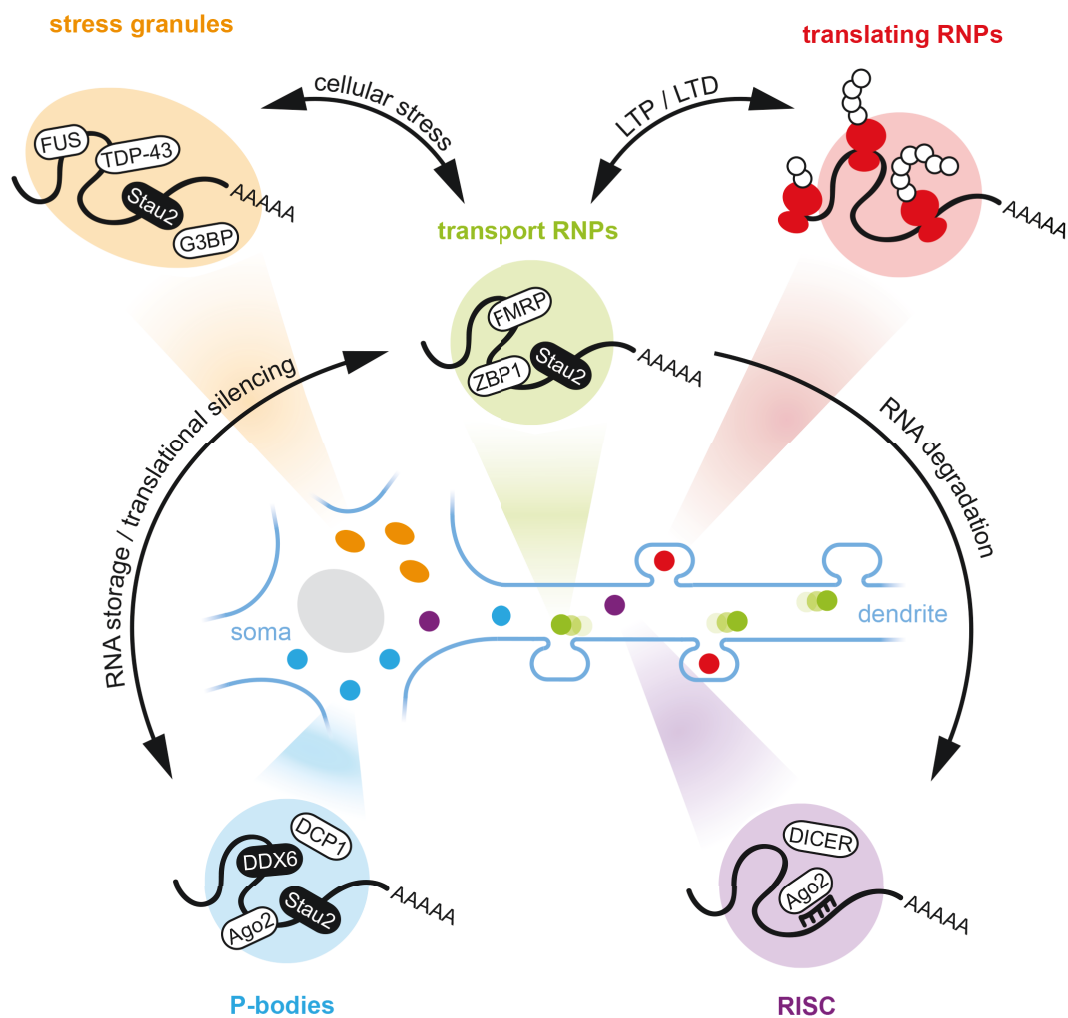 stress granules
translating RNPs
cellular stress
LTP / LTD
FUS
TDP-43
Stau2
G3BP
AAAAA
AAAAA
transport RNPs
FMRP
ZBP1
Stau2
AAAAA
RNA storage / translational silencing
RNA degradation
soma
dendrite
DCP1
DDX6
Ago2
Stau2
AAAAA
DICER
Ago2
AAAAA
P-bodies
RISC